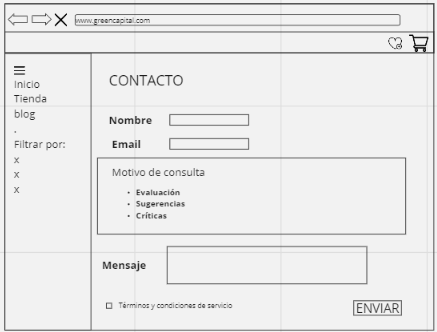 www.greencapital.com
Inicio
Tienda
blog
.
Filtrar por:
x
x
x
CONTACTO
Nombre
Email
Motivo de consulta
• Evaluación
• Sugerencias
• Críticas
Mensaje
Términos y condiciones de servicio
ENVIAR